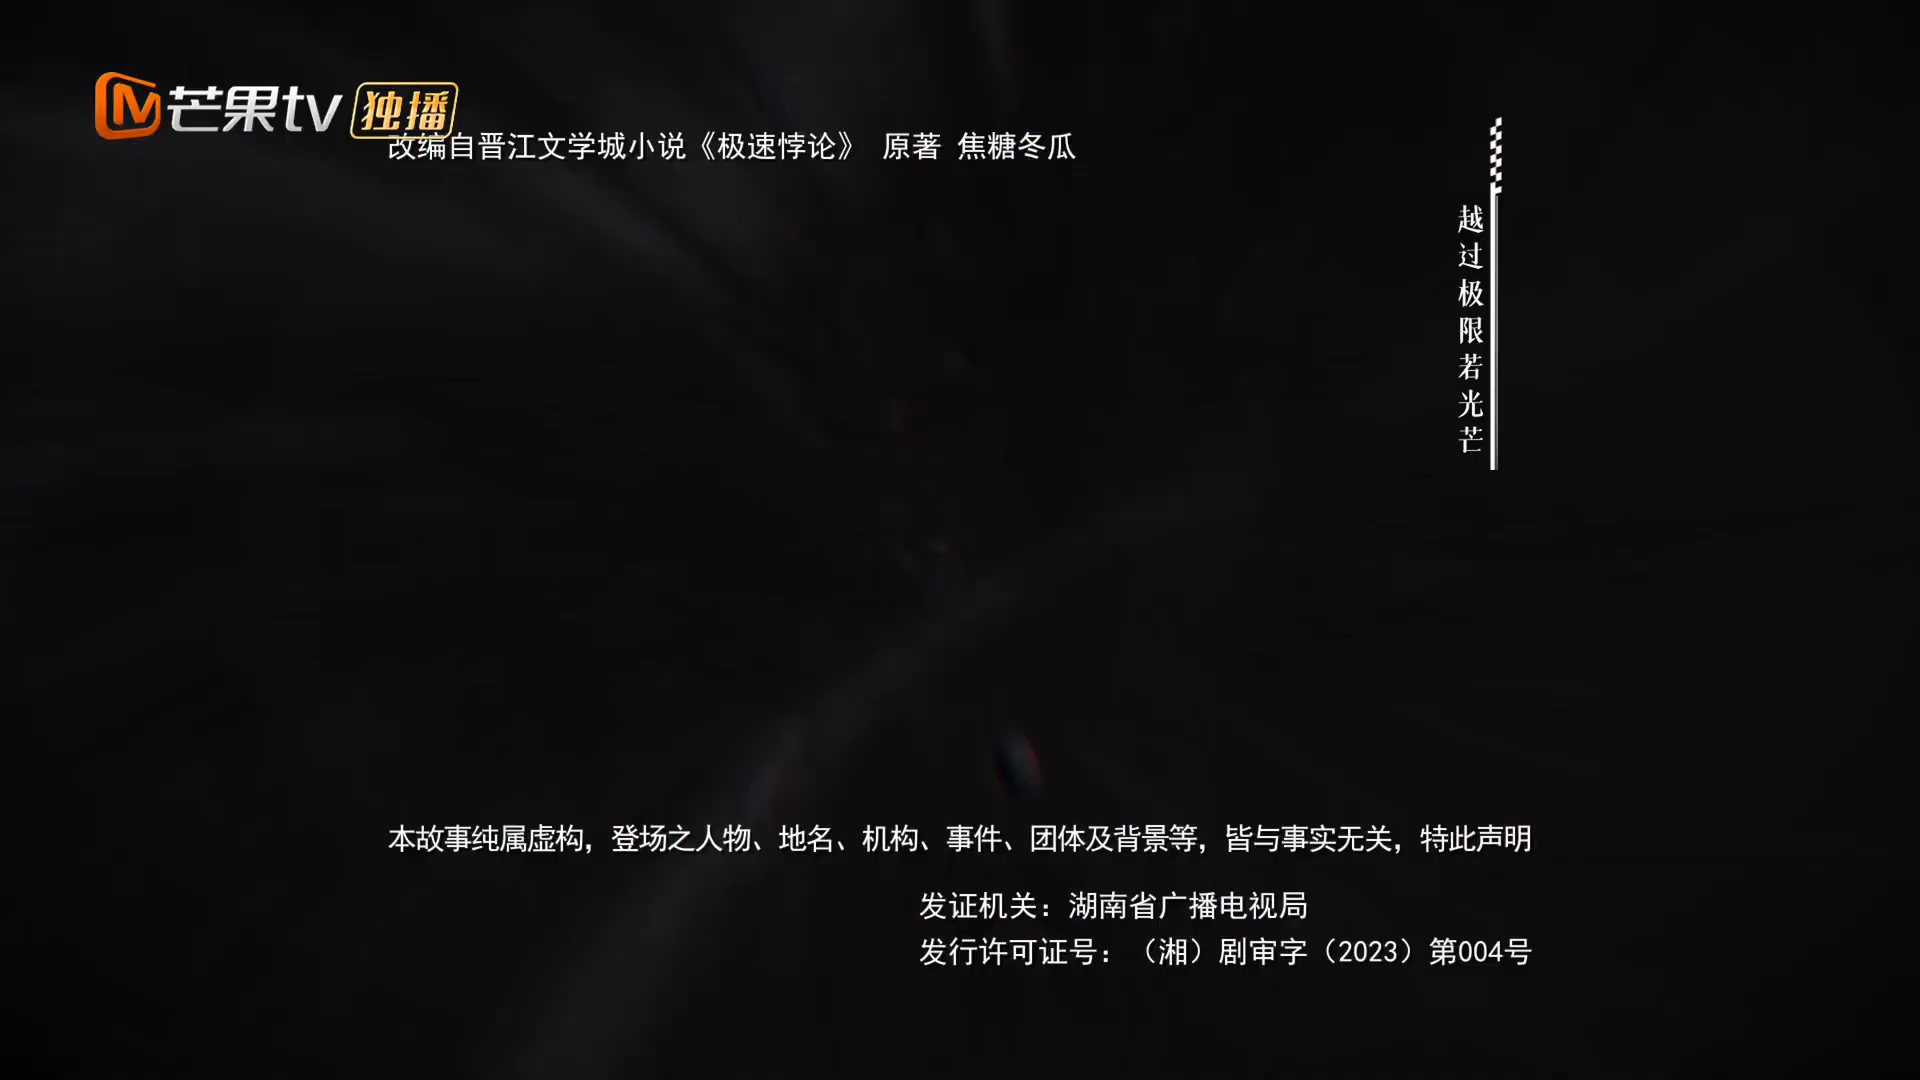 芒果tv 独播
改编自晋江文学城小说《极速悖论》 原著 焦糖冬瓜
越过极限若光芒
本故事纯属虚构，登场之人物、地名、机构、事件、团体及背景等，皆与事实无关，特此声明
发证机关：湖南省广播电视局
发行许可证号：（湘）剧审字（2023）第004号